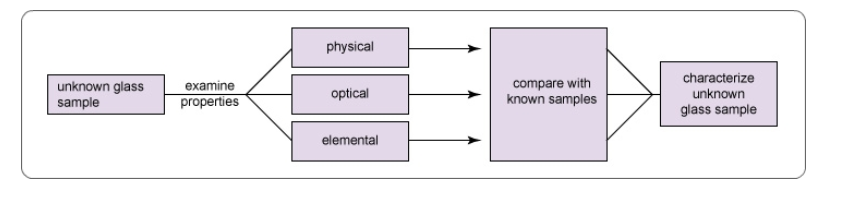 unknown glass
sample
examine
properties
physical
optical
elemental
compare with
known samples
characterize
unknown
glass sample